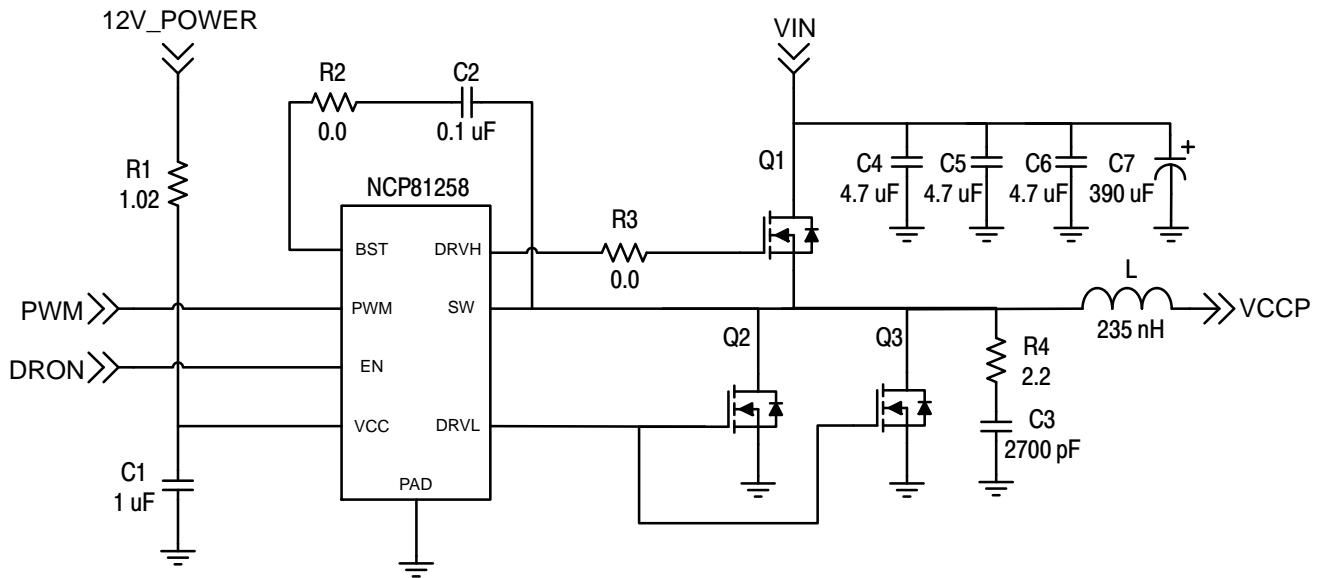 12V_POWER
VIN
R2
0.0
C2
0.1 uF
R1
1.02
NCP81258
Q1
C4
4.7 uF
C5
4.7 uF
C6
4.7 uF
C7
390 uF
+
BST
DRVH
R3
0.0
PWM
PWM
SW
L
235 nH
VCCP
DRON
EN
Q2
Q3
R4
2.2
VCC
DRVL
C3
2700 pF
C1
1 uF
PAD